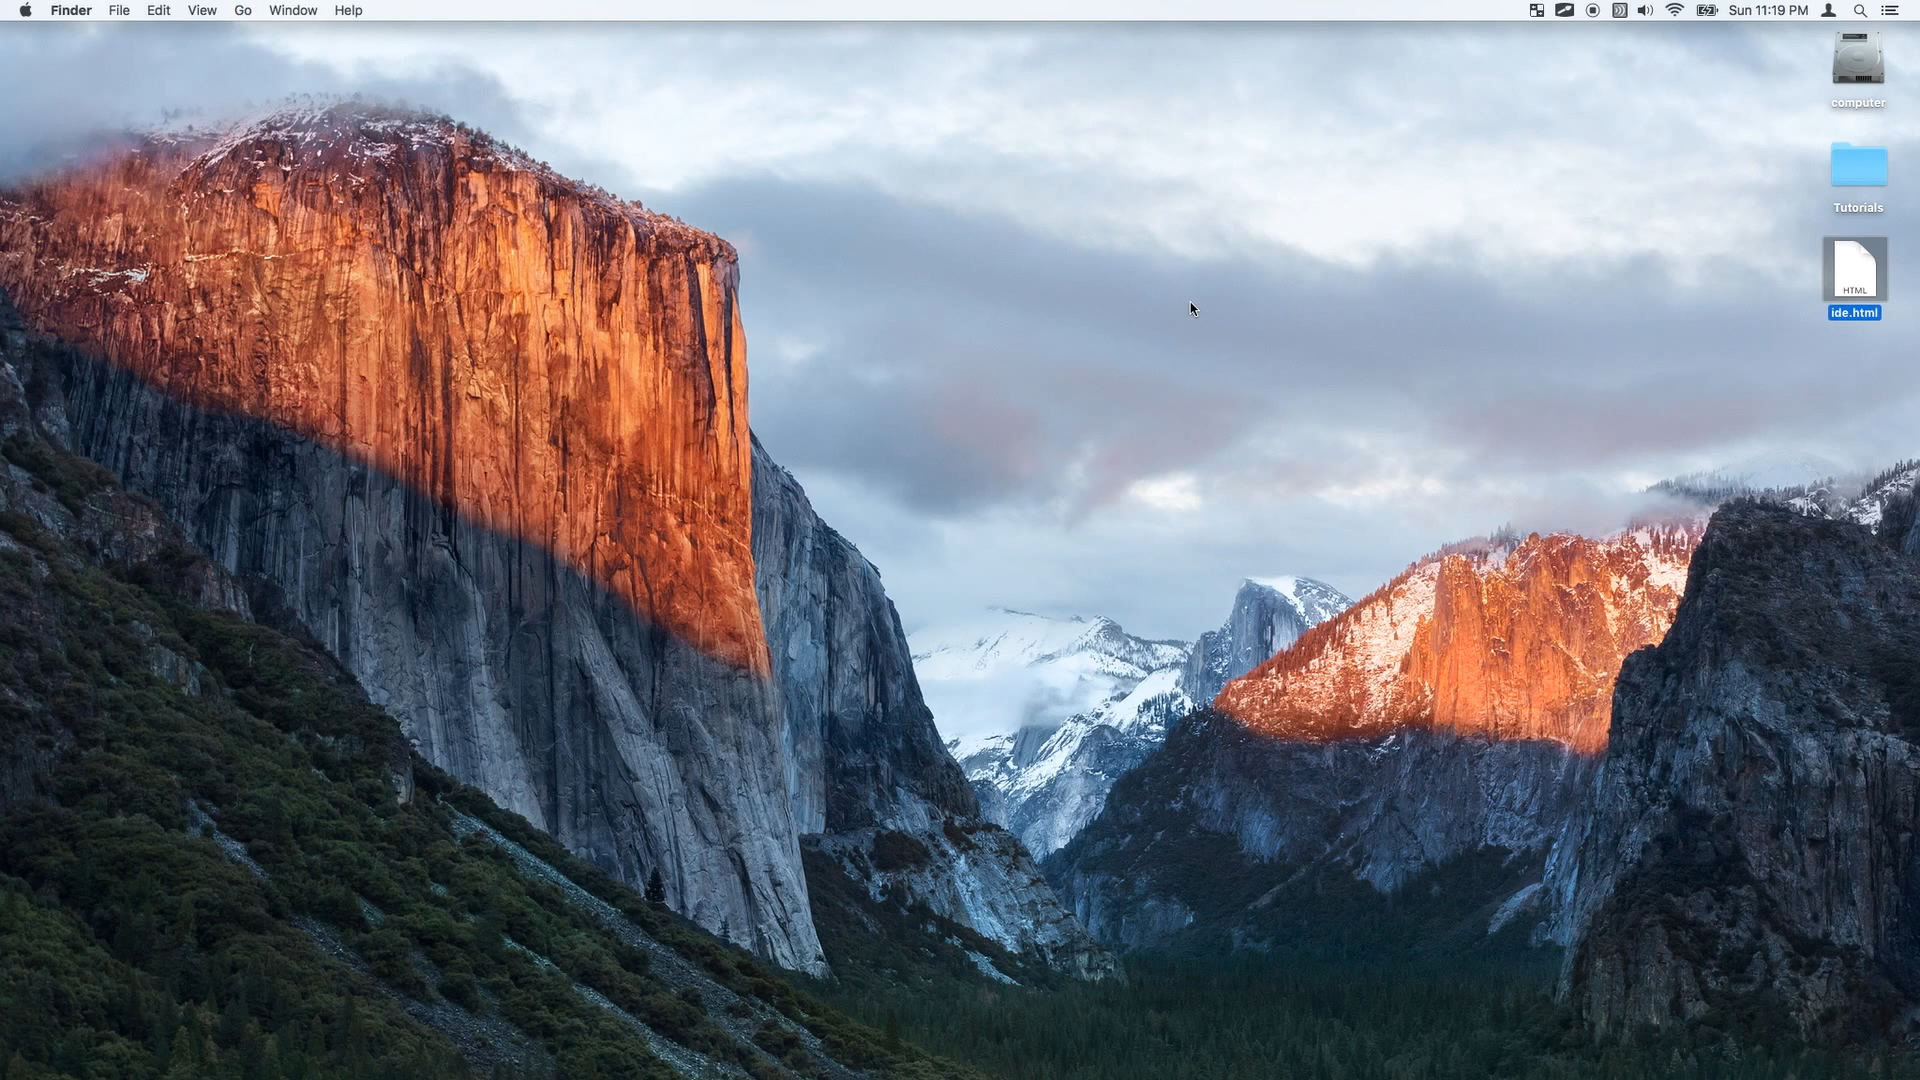 Finder File Edit View Go Window Help Sun 11:19 PM
computer
Tutorials
HTML
ide.html